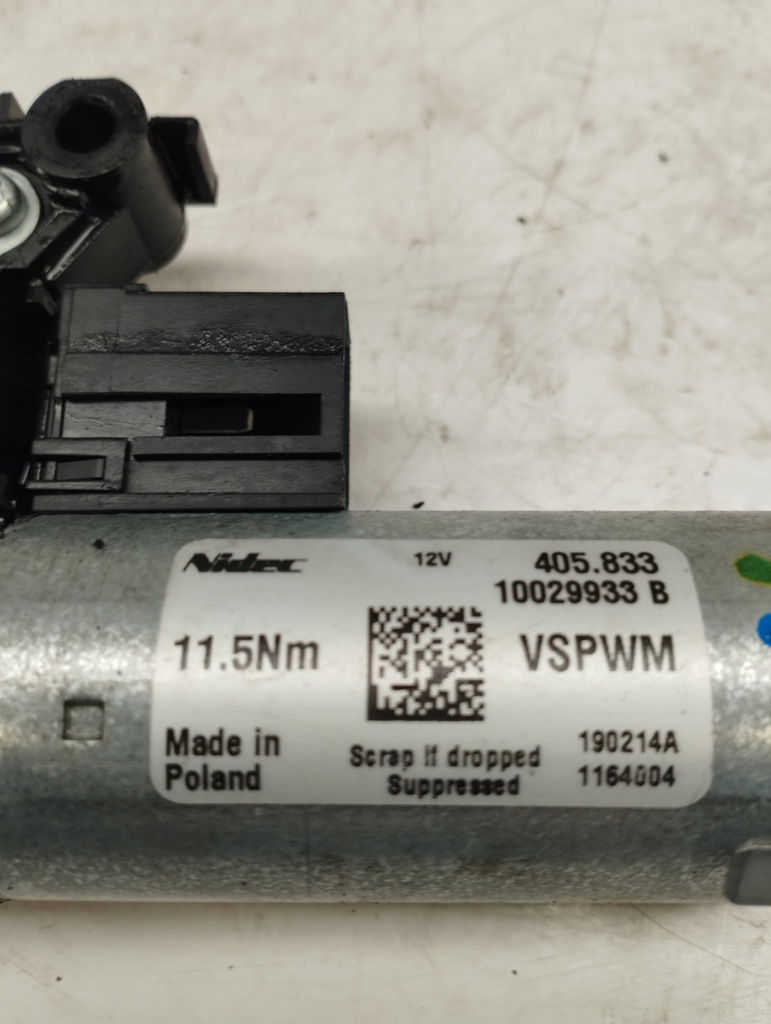 Nidec 12V 405.833
10029933 B
11.5Nm VSPWM
Made in
Poland
Scrap if dropped
Suppressed
190214A
1164004